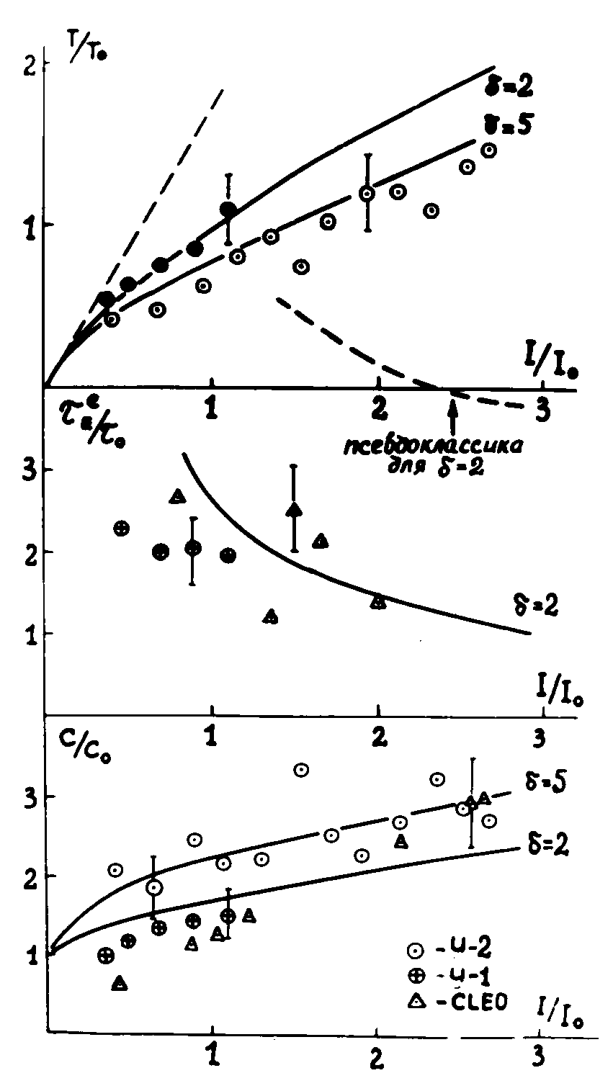 T/T₀
2
δ=2
δ=5
1
I/I₀
1
2
3
псевдоклассика
для δ=2
/τ₀
3
2
1
δ=2
I/I₀
1
2
3
C/C₀
3
δ=5
δ=2
2
1
⊙ - Ч-2
⊕ - Ч-1
△ - CLEO
I/I₀
1
2
3